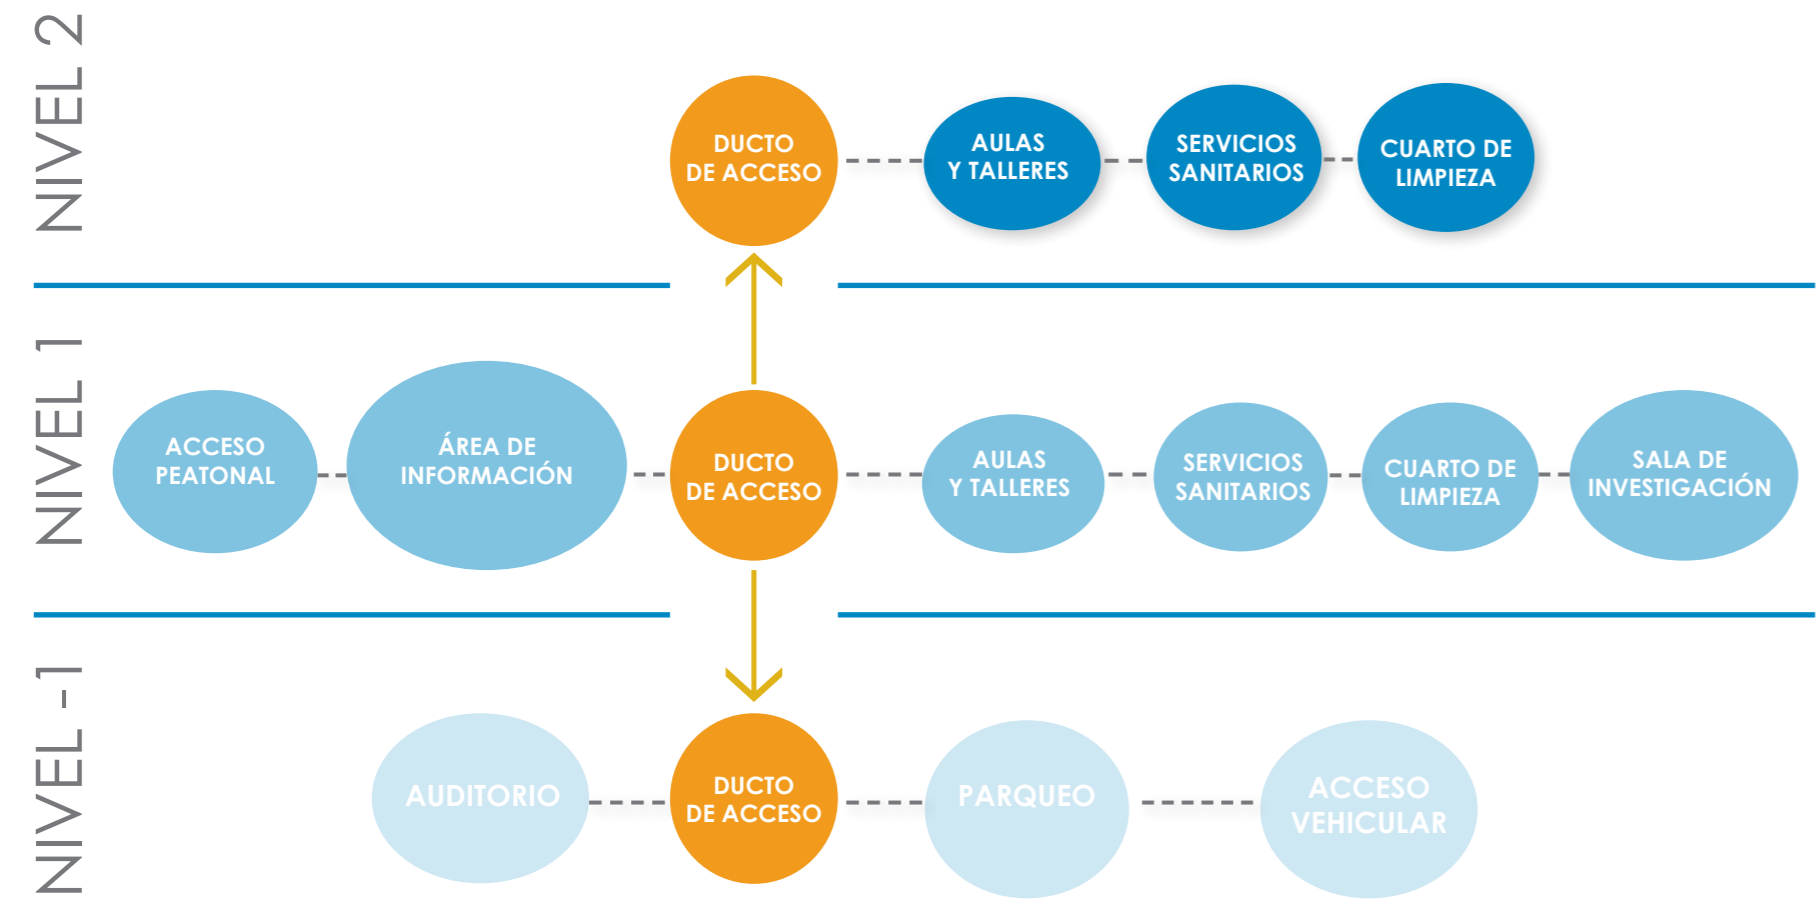 NIVEL 2
DUCTO
DE ACCESO
AULAS
Y TALLERES
SERVICIOS
SANITARIOS
CUARTO DE
LIMPIEZA
NIVEL 1
ACCESO
PEATONAL
ÁREA DE
INFORMACIÓN
DUCTO
DE ACCESO
AULAS
Y TALLERES
SERVICIOS
SANITARIOS
CUARTO DE
LIMPIEZA
SALA DE
INVESTIGACIÓN
NIVEL -1
AUDITORIO
DUCTO
DE ACCESO
PARQUEO
ACCESO
VEHICULAR